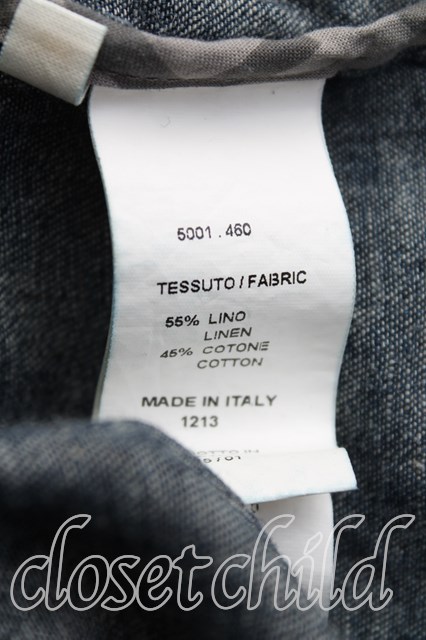 5001 . 460
TESSUTO / FABRIC
55% LINO
LINEN
45% COTONE
COTTON
MADE IN ITALY
1213
closetchild